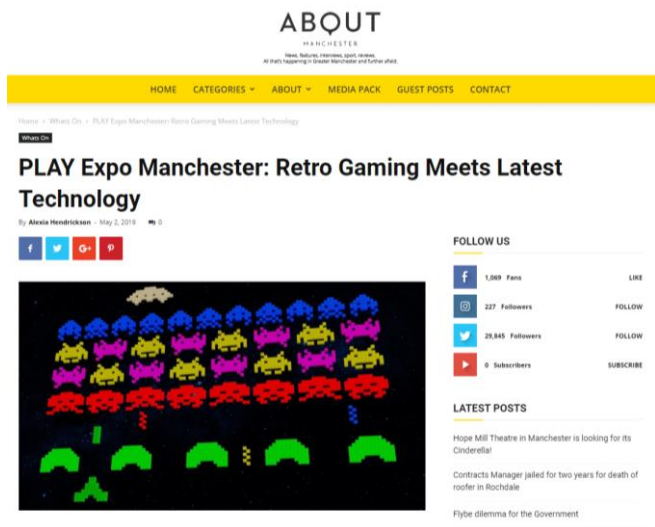 ABOUT
MANCHESTER
News, features, interviews, sport, reviews.
All that's happening in Greater Manchester and further afield.
HOME CATEGORIES ABOUT MEDIA PACK GUEST POSTS CONTACT
Home › Whats On › PLAY Expo Manchester: Retro Gaming Meets Latest Technology
Whats On
PLAY Expo Manchester: Retro Gaming Meets Latest
Technology
By Alexia Hendrickson - May 2, 2019 0
f G+
FOLLOW US
f 1,069 Fans LIKE
227 Followers FOLLOW
29,845 Followers FOLLOW
0 Subscribers SUBSCRIBE
LATEST POSTS
Hope Mill Theatre in Manchester is looking for its
Cinderella!
Contracts Manager jailed for two years for death of
roofer in Rochdale
Flybe dilemma for the Government